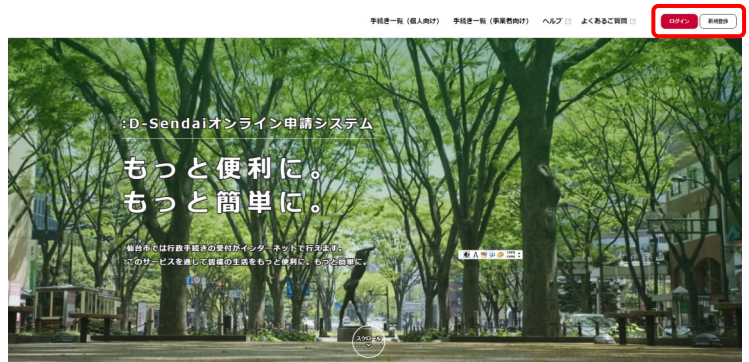 手続き一覧（個人向け） 手続き一覧（事業者向け） ヘルプ よくあるご質問 ログイン 新規登録
:D-Sendaiオンライン申請システム
もっと便利に。
もっと簡単に。
仙台市では行政手続きの受付がインターネットで行えます。
このサービスを通して皆様の生活をもっと便利に。もっと簡単に。
スクロール